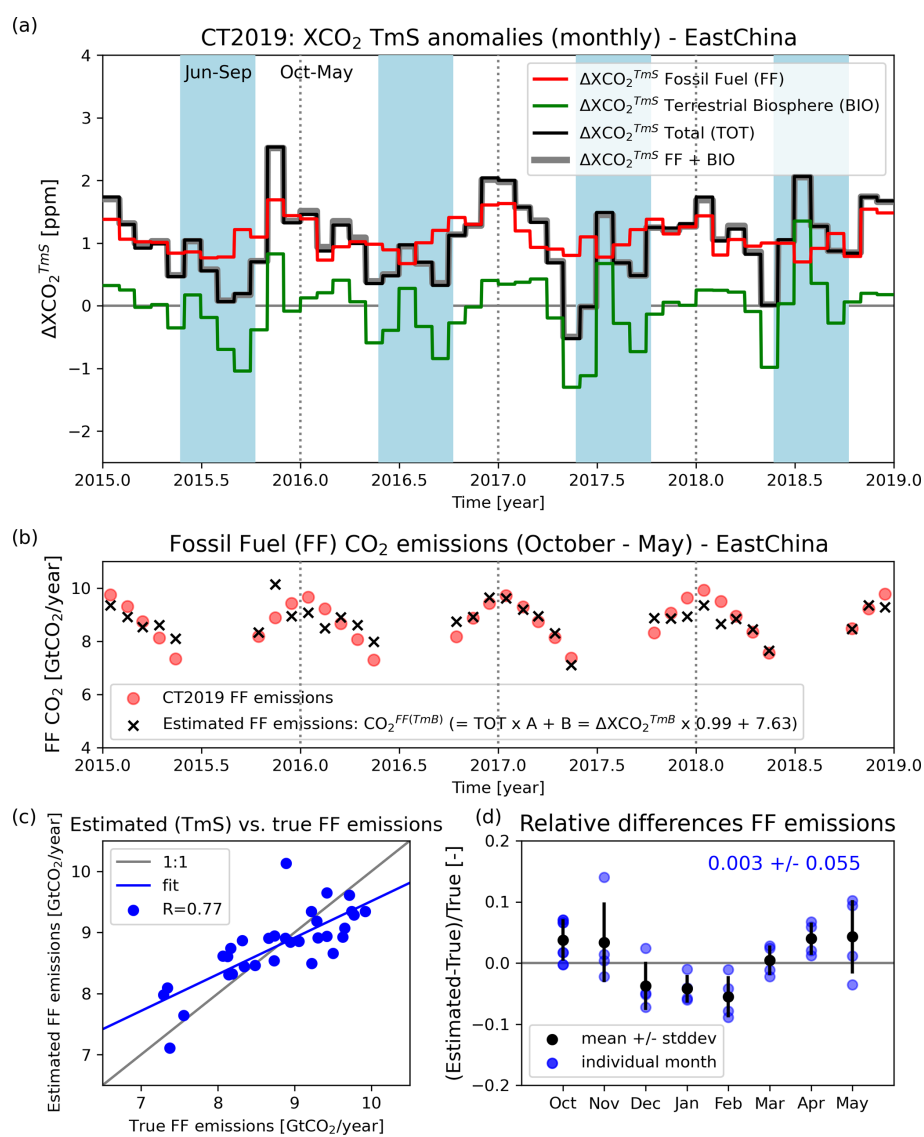 (a)
CT2019: XCO₂ TmS anomalies (monthly) - EastChina
ΔXCO₂ᵀᵐˢ [ppm]
4
3
2
1
0
−1
−2
Jun-Sep Oct-May
ΔXCO₂ᵀᵐˢ Fossil Fuel (FF)
ΔXCO₂ᵀᵐˢ Terrestrial Biosphere (BIO)
ΔXCO₂ᵀᵐˢ Total (TOT)
ΔXCO₂ᵀᵐˢ FF + BIO
2015.0 2015.5 2016.0 2016.5 2017.0 2017.5 2018.0 2018.5 2019.0
Time [year]
(b)
Fossil Fuel (FF) CO₂ emissions (October - May) - EastChina
FF CO₂ [GtCO₂/year]
10
8
6
4
CT2019 FF emissions
Estimated FF emissions: CO₂ᶠᶠ⁽ᵀᵐᴮ⁾ (= TOT x A + B = ΔXCO₂ᵀᵐᴮ x 0.99 + 7.63)
2015.0 2015.5 2016.0 2016.5 2017.0 2017.5 2018.0 2018.5 2019.0
Time [year]
(c)
Estimated (TmS) vs. true FF emissions
Estimated FF emissions [GtCO₂/year]
10
9
8
7
1:1
fit
R=0.77
7 8 9 10
True FF emissions [GtCO₂/year]
(d)
Relative differences FF emissions
(Estimated-True)/True [-]
0.2
0.1
0.0
−0.1
−0.2
0.003 +/- 0.055
mean +/- stddev
individual month
Oct Nov Dec Jan Feb Mar Apr May